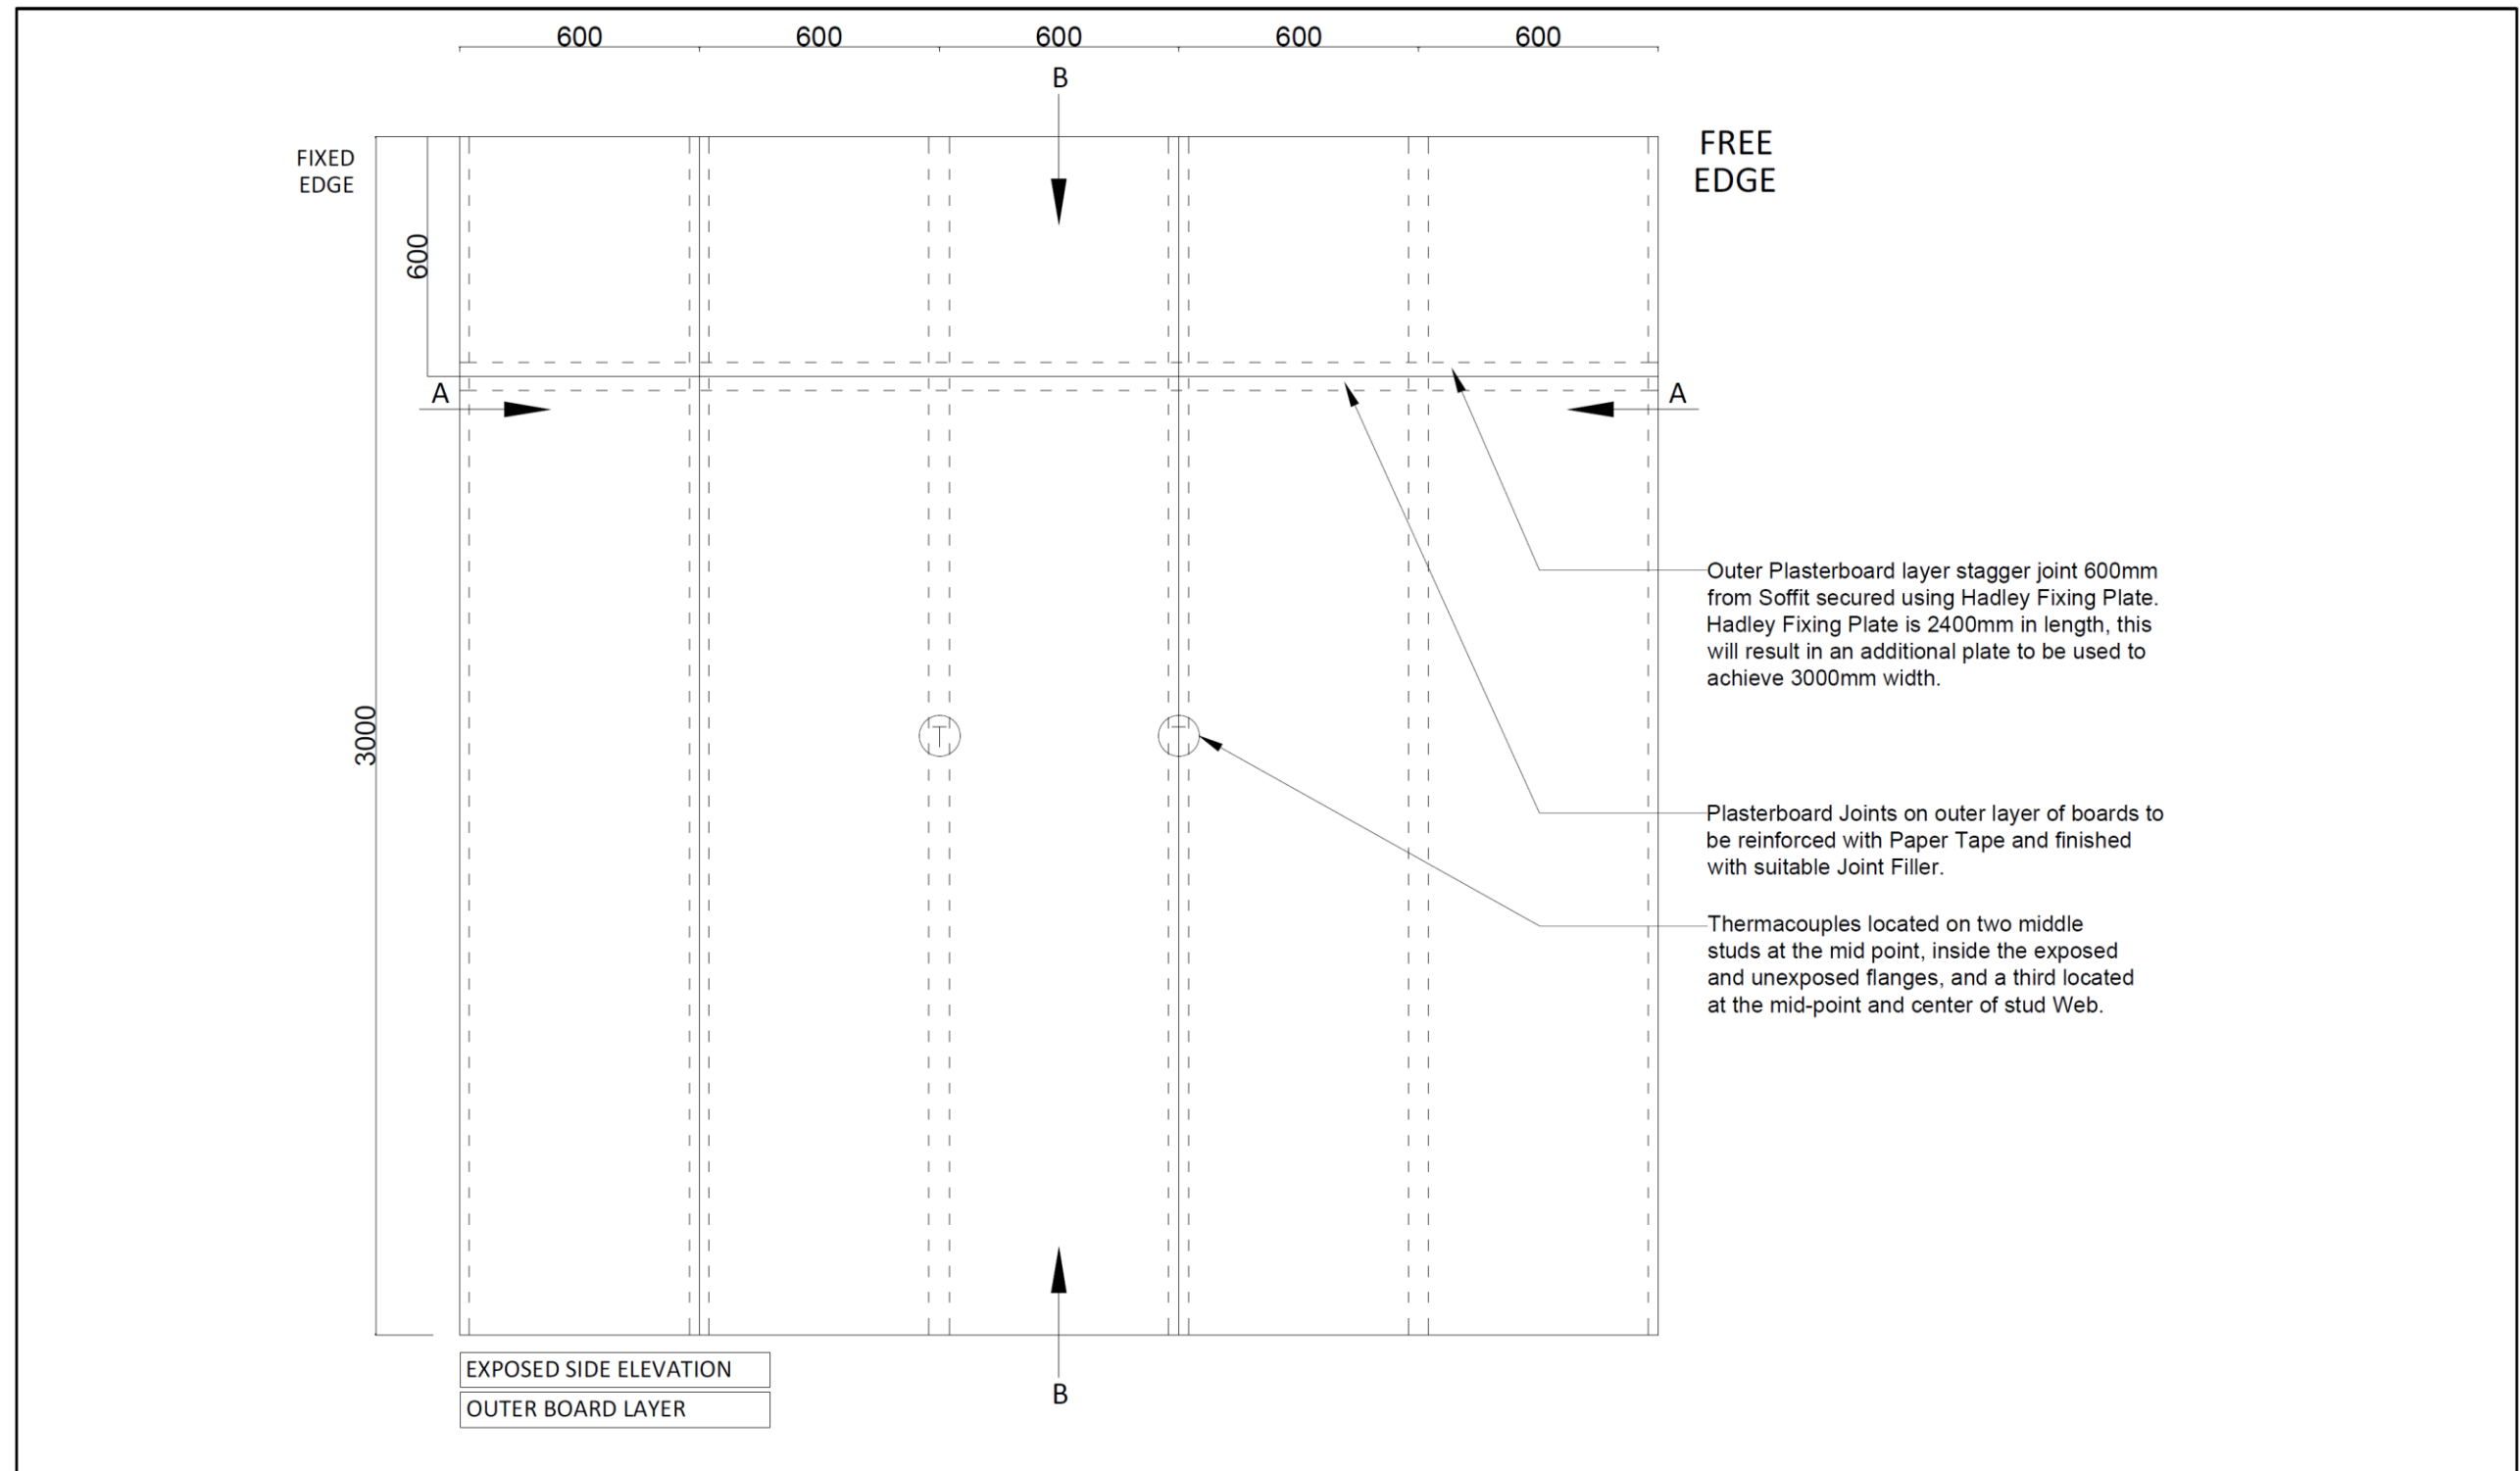 600 600 600 600 600
B
FIXED
EDGE
FREE
EDGE
600
A
A
Outer Plasterboard layer stagger joint 600mm
from Soffit secured using Hadley Fixing Plate.
Hadley Fixing Plate is 2400mm in length, this
will result in an additional plate to be used to
achieve 3000mm width.
3000
T
T
Plasterboard Joints on outer layer of boards to
be reinforced with Paper Tape and finished
with suitable Joint Filler.
Thermacouples located on two middle
studs at the mid point, inside the exposed
and unexposed flanges, and a third located
at the mid-point and center of stud Web.
EXPOSED SIDE ELEVATION
OUTER BOARD LAYER
B